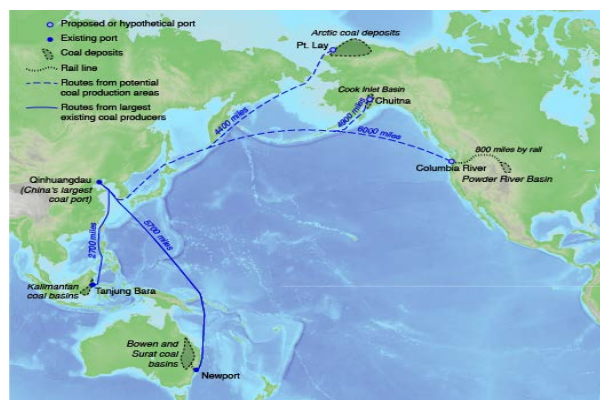 Proposed or hypothetical port
Existing port
Coal deposits
Rail line
Routes from potential
coal production areas
Routes from largest
existing coal producers
Arctic coal deposits
Pt. Lay
Cook Inlet Basin
Chuitna
4400 miles
4900 miles
6000 miles
800 miles by rail
Columbia River
Powder River Basin
Qinhuangdau
(China's largest
coal port)
2700 miles
5700 miles
Kalimantan
coal basins
Tanjung Bara
Bowen and
Surat coal
basins
Newport